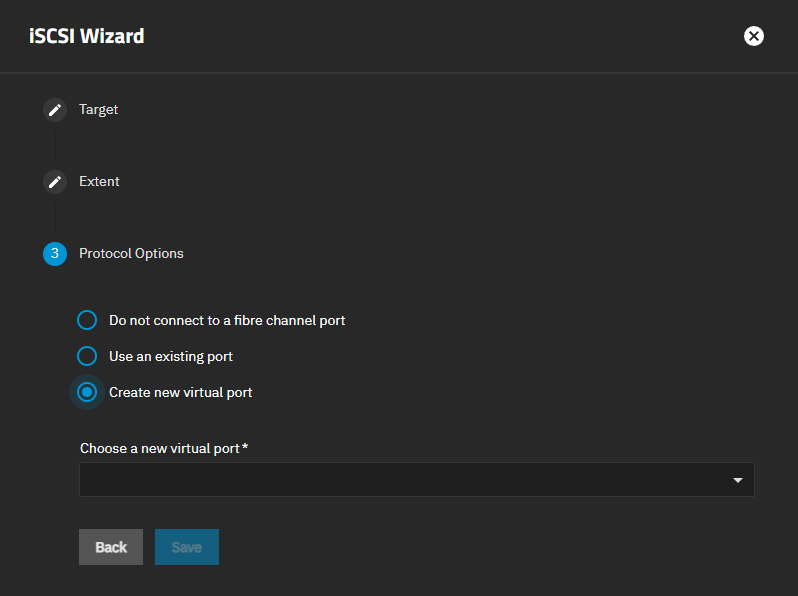 iSCSI Wizard
Target
Extent
3 Protocol Options
Do not connect to a fibre channel port
Use an existing port
Create new virtual port
Choose a new virtual port*
Back Save